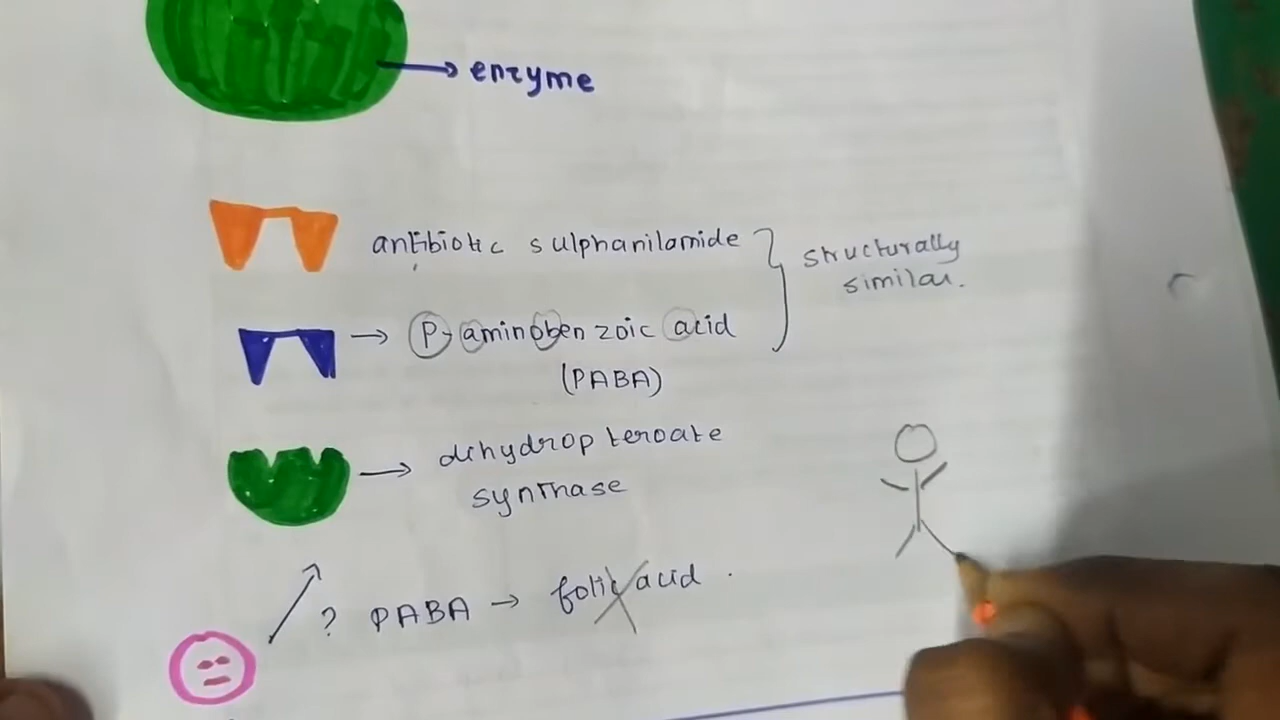 enzyme
antibiotic sulphanilamide
structurally
similar.
P-aminobenzoic acid
(PABA)
dihydropteroate
synthase
? PABA → folic acid .